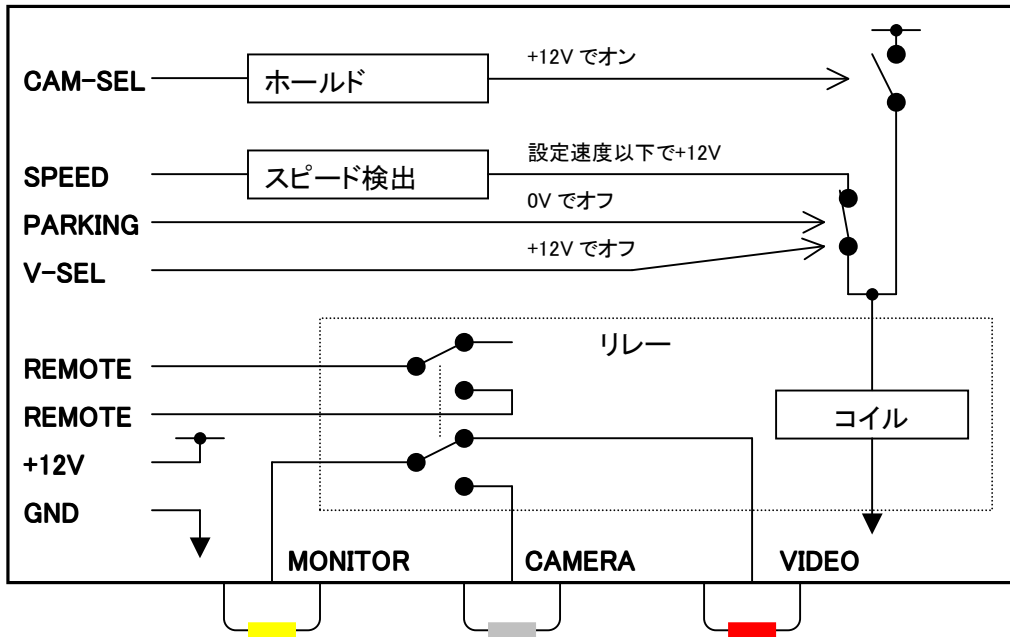 CAM-SEL ホールド +12V でオン
SPEED スピード検出 設定速度以下で+12V
PARKING 0V でオフ
V-SEL +12V でオフ
リレー
REMOTE
REMOTE コイル
+12V
GND
MONITOR CAMERA VIDEO